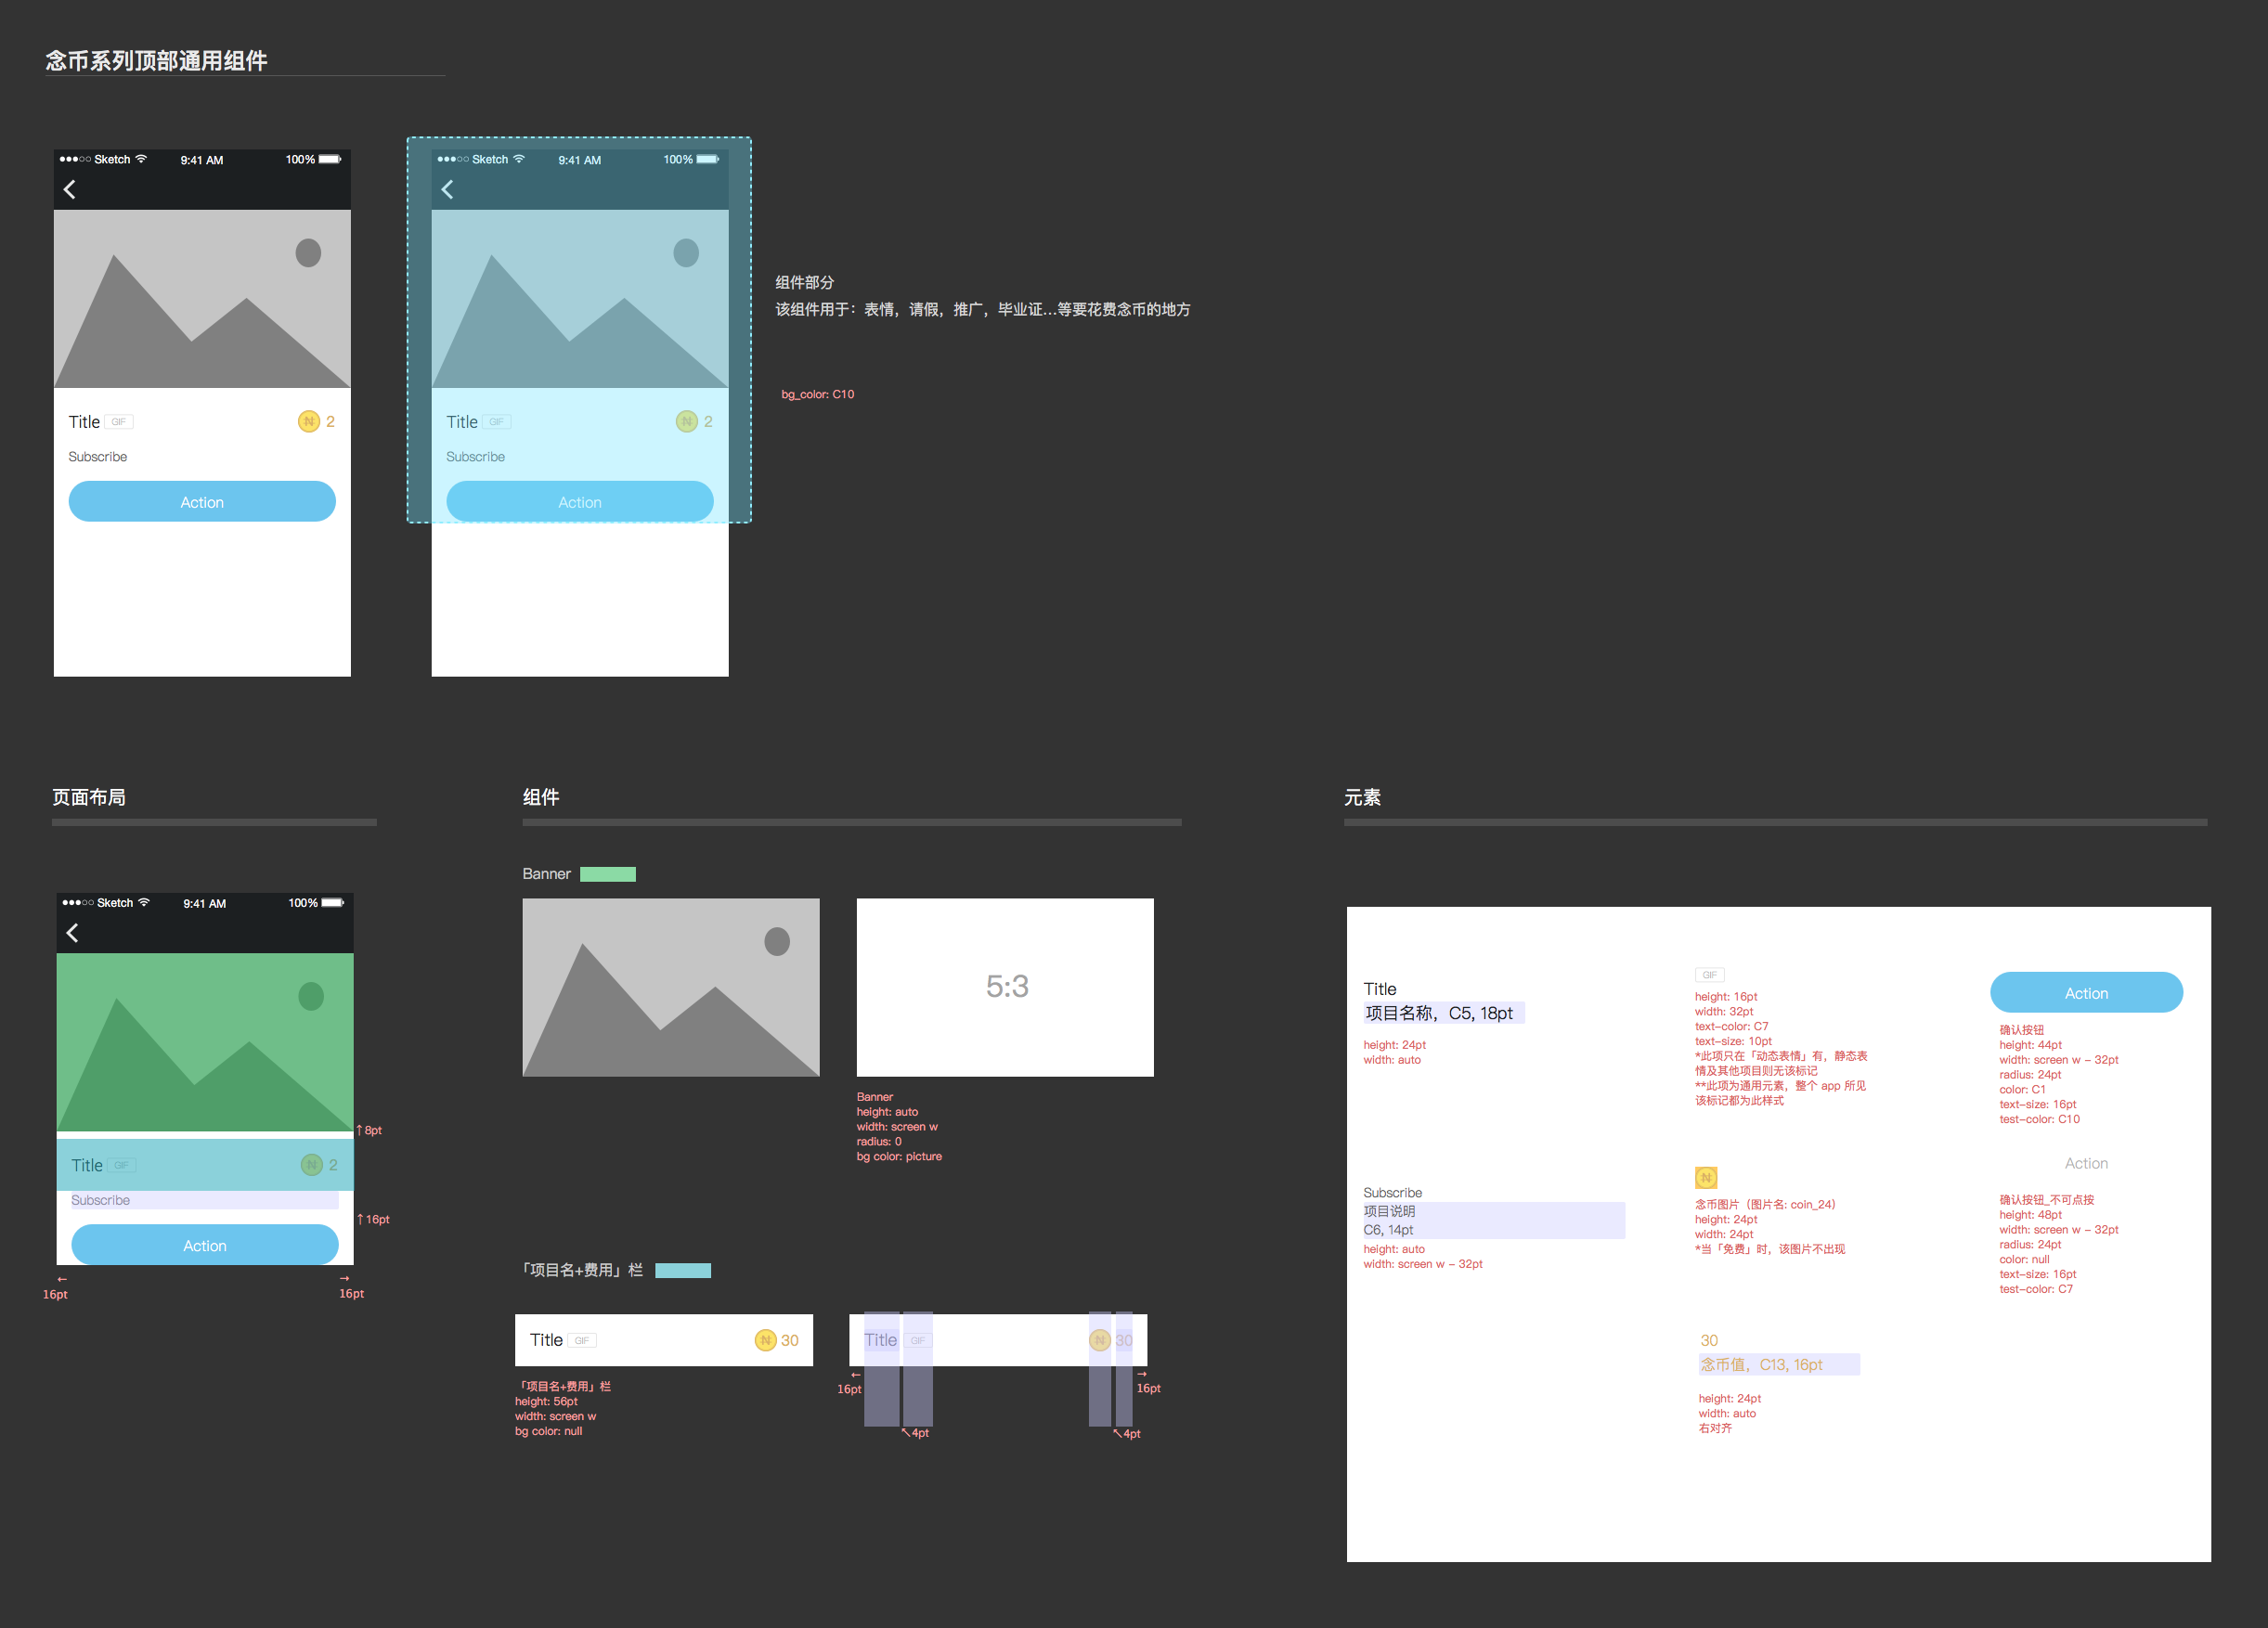 念币系列顶部通用组件
Sketch 9:41 AM 100%
Title GIF 2
Subscribe
Action
Sketch 9:41 AM 100%
Title GIF 2
Subscribe
Action
组件部分
该组件用于：表情，请假，推广，毕业证...等要花费念币的地方
bg_color: C10
页面布局
Sketch 9:41 AM 100%
↑8pt
Title GIF 2
Subscribe
↑16pt
Action
← →
16pt 16pt
组件
Banner
5:3
Banner
height: auto
width: screen w
radius: 0
bg color: picture
「项目名+费用」栏
Title GIF 30
「项目名+费用」栏
height: 56pt
width: screen w
bg color: null
Title GIF 30
← →
16pt 16pt
↖4pt ↖4pt
元素
Title
项目名称，C5, 18pt
height: 24pt
width: auto
Subscribe
项目说明
C6, 14pt
height: auto
width: screen w - 32pt
GIF
height: 16pt
width: 32pt
text-color: C7
text-size: 10pt
*此项只在「动态表情」有，静态表
情及其他项目则无该标记
**此项为通用元素，整个 app 所见
该标记都为此样式
念币图片（图片名: coin_24）
height: 24pt
width: 24pt
*当「免费」时，该图片不出现
30
念币值，C13, 16pt
height: 24pt
width: auto
右对齐
Action
确认按钮
height: 44pt
width: screen w - 32pt
radius: 24pt
color: C1
text-size: 16pt
test-color: C10
Action
确认按钮_不可点按
height: 48pt
width: screen w - 32pt
radius: 24pt
color: null
text-size: 16pt
test-color: C7